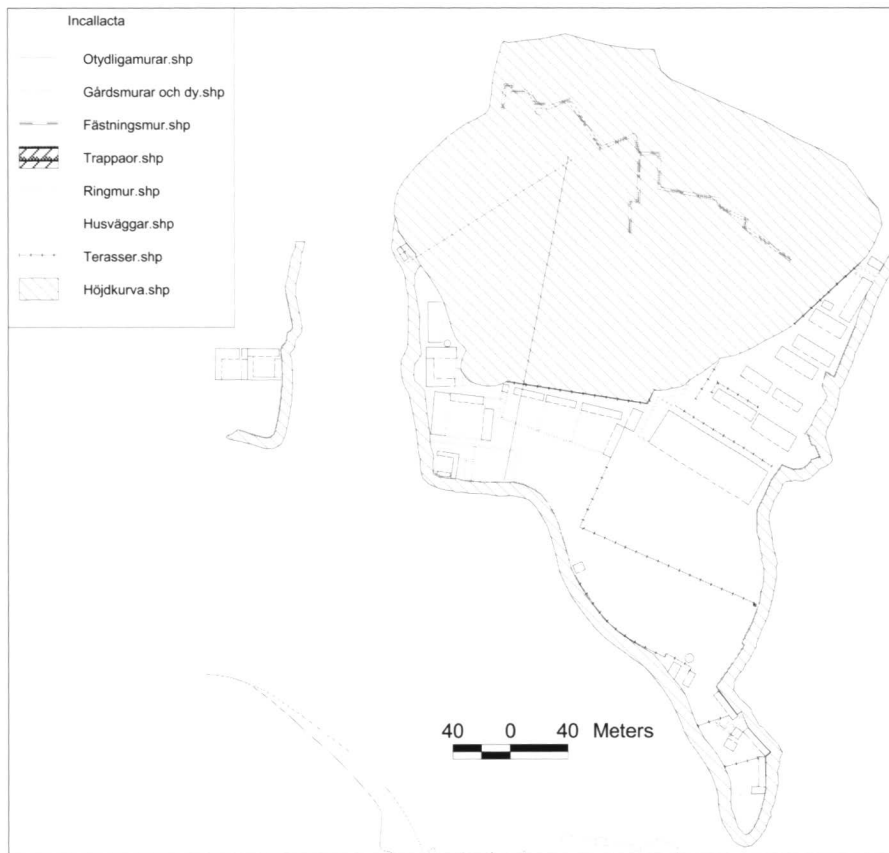 Incallacta
Otydligamurar.shp
Gårdsmurar och dy.shp
Fästningsmur.shp
Trappaor.shp
Ringmur.shp
Husväggar.shp
Terasser.shp
Höjdkurva.shp
40 0 40 Meters